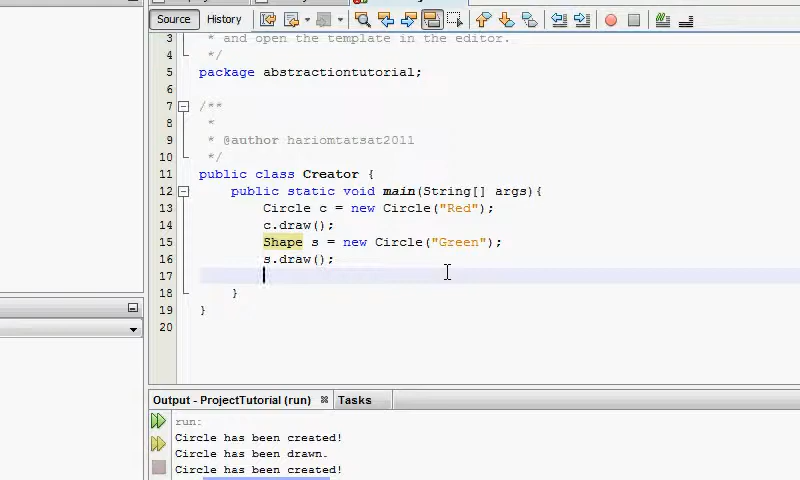 Source History
3 * and open the template in the editor.
4 */
5 package abstractiontutorial;
6
7 /**
8 *
9 * @author hariomtatsat2011
10 */
11 public class Creator {
12 public static void main(String[] args){
13 Circle c = new Circle("Red");
14 c.draw();
15 Shape s = new Circle("Green");
16 s.draw();
17
18 }
19 }
20
Output - ProjectTutorial (run) Tasks
run:
Circle has been created!
Circle has been drawn.
Circle has been created!